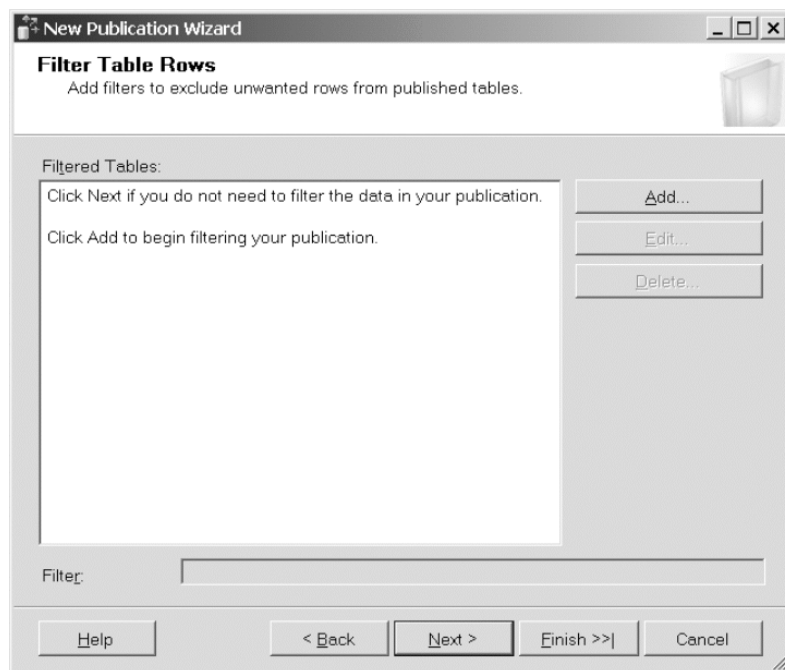 New Publication Wizard
Filter Table Rows
Add filters to exclude unwanted rows from published tables.
Filtered Tables:
Click Next if you do not need to filter the data in your publication.
Click Add to begin filtering your publication.
Add...
Edit...
Delete...
Filter:
Help
< Back
Next >
Finish >>|
Cancel